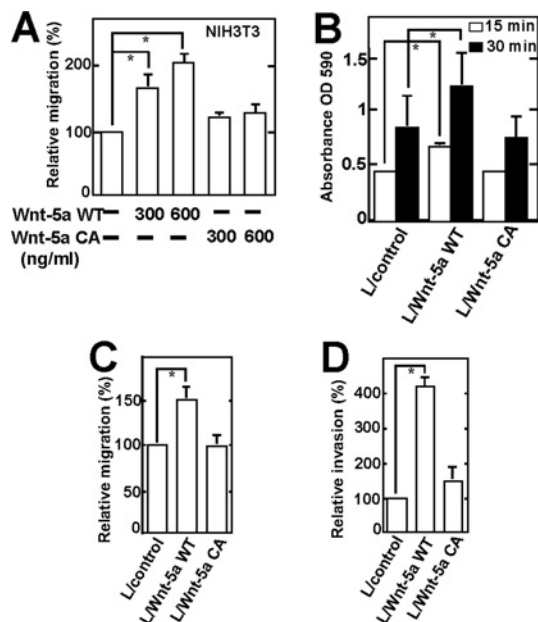 A
NIH3T3
Relative migration (%)
200
100
0
*
*
Wnt-5a WT – 300 600 – –
Wnt-5a CA – – – 300 600
(ng/ml)
B
15 min
30 min
Absorbance OD 590
1.5
1
0.5
0
*
*
L/control
L/Wnt-5a WT
L/Wnt-5a CA
C
Relative migration (%)
150
100
50
0
*
L/control
L/Wnt-5a WT
L/Wnt-5a CA
D
Relative invasion (%)
400
200
100
0
*
L/control
L/Wnt-5a WT
L/Wnt-5a CA